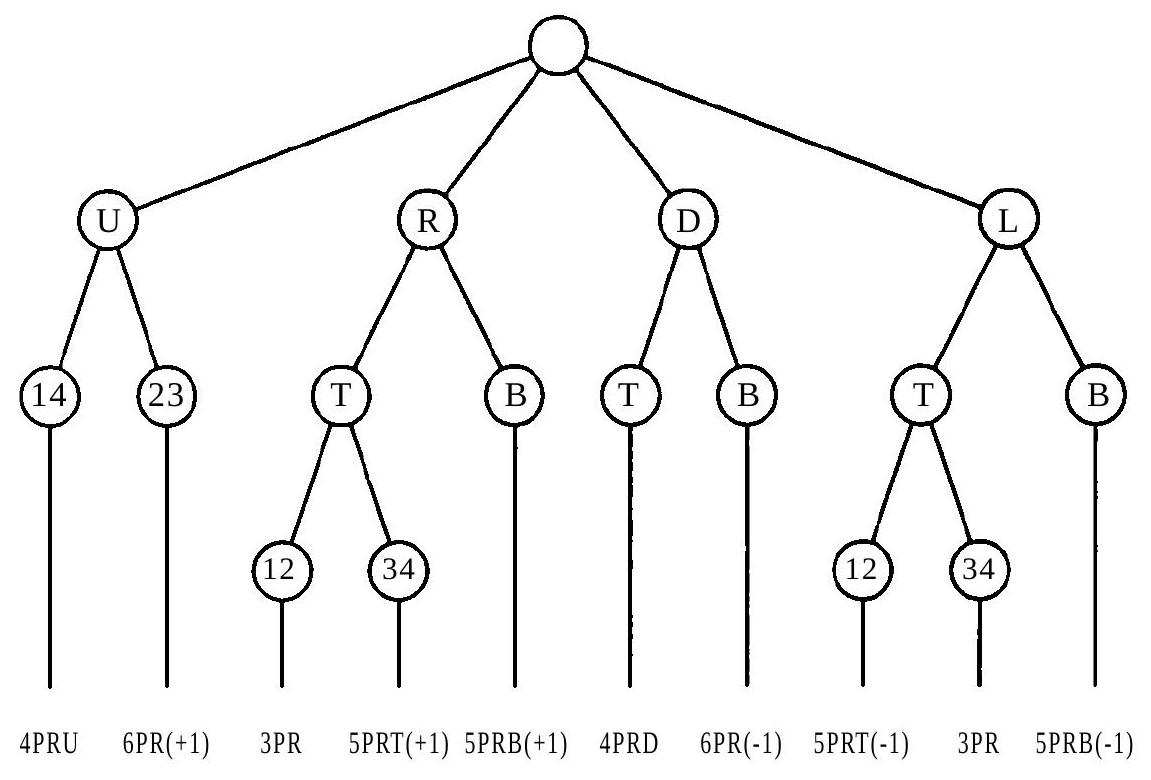 U R D L
14 23 T B T B T B
12 34 12 34
4PRU 6PR(+1) 3PR 5PRT(+1) 5PRB(+1) 4PRD 6PR(-1) 5PRT(-1) 3PR 5PRB(-1)